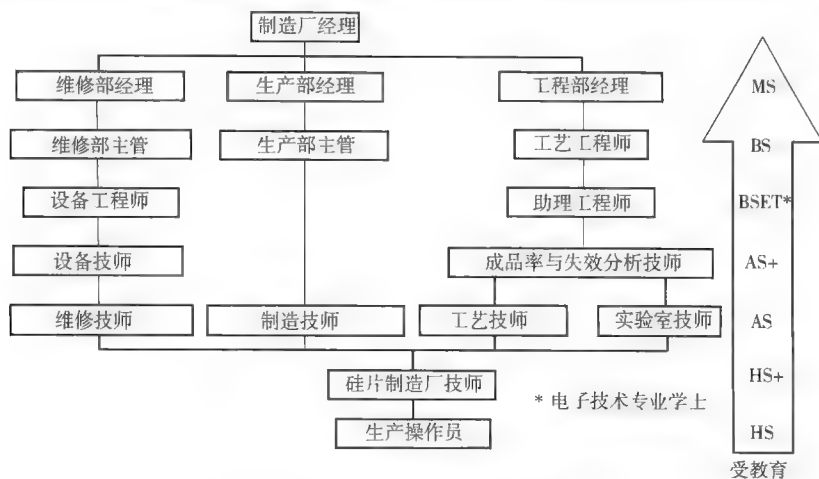 制造厂经理
维修部经理
生产部经理
工程部经理
MS
维修部主管
生产部主管
工艺工程师
BS
设备工程师
助理工程师
BSET*
设备技师
成品率与失效分析技师
AS+
维修技师
制造技师
工艺技师
实验室技师
AS
硅片制造厂技师
HS+
* 电子技术专业学士
生产操作员
HS
受教育